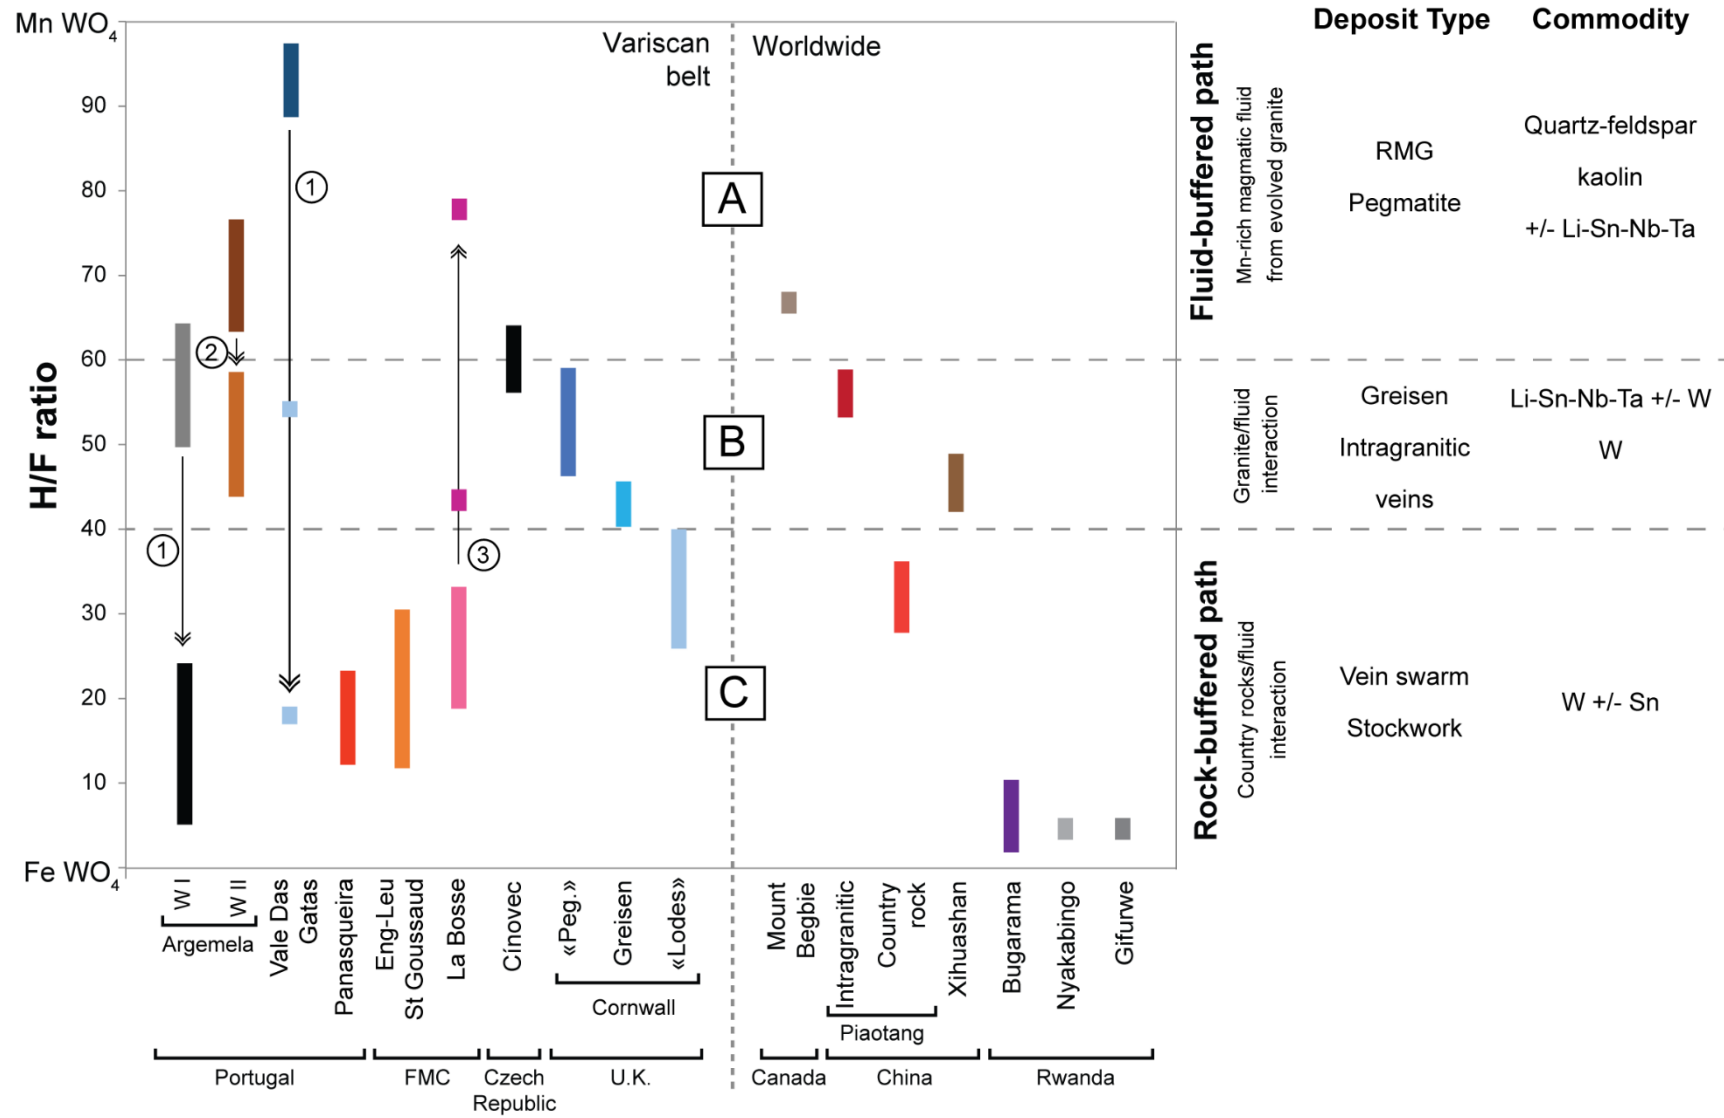 Mn WO4
90
80
70
60
50
40
30
20
10
Fe WO4
H/F ratio
Variscan
belt
Worldwide
A
B
C
1
2
1
3
W I
W II
Argemela
Vale Das
Gatas
Panasqueira
Eng-Leu
St Goussaud
La Bosse
Cínovec
«Peg.»
Greisen
«Lodes»
Cornwall
Mount
Begbie
Intragranitic
Country
rock
Piaotang
Xihuashan
Bugarama
Nyakabingo
Gifurwe
Portugal
FMC
Czech
Republic
U.K.
Canada
China
Rwanda
Fluid-buffered path
Mn-rich magmatic fluid
from evolved granite
Granite/fluid
interaction
Rock-buffered path
Country rocks/fluid
interaction
Deposit Type
RMG
Pegmatite
Greisen
Intragranitic
veins
Vein swarm
Stockwork
Commodity
Quartz-feldspar
kaolin
+/- Li-Sn-Nb-Ta
Li-Sn-Nb-Ta +/- W
W
W +/- Sn